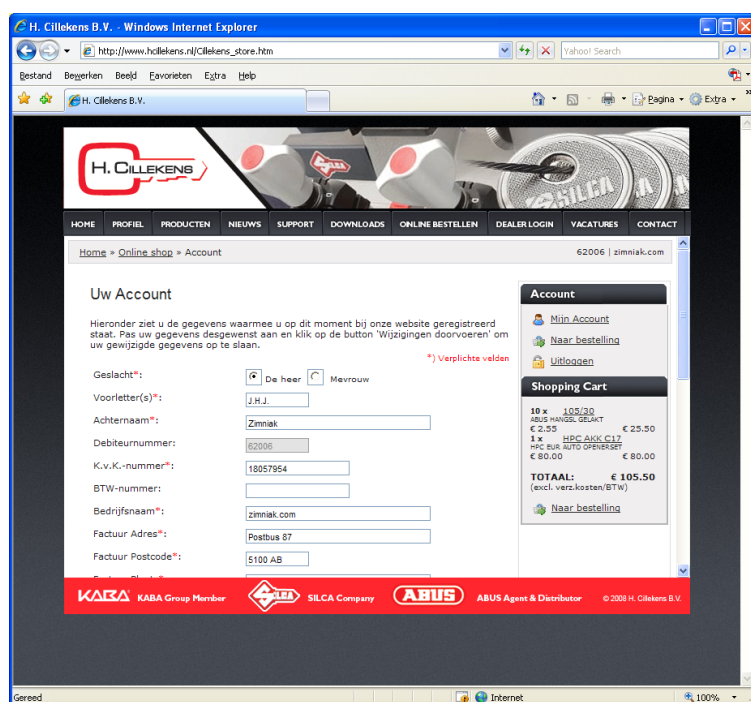 H. Cillekens B.V. - Windows Internet Explorer
http://www.hcillekens.nl/Cillekens_store.htm
Yahoo! Search
Bestand Bewerken Beeld Favorieten Extra Help
H. Cillekens B.V.
Pagina Extra
H. CILLEKENS
SILCA
SILCA
HOME PROFIEL PRODUCTEN NIEUWS SUPPORT DOWNLOADS ONLINE BESTELLEN DEALER LOGIN VACATURES CONTACT
Home » Online shop » Account
62006 | zimniak.com
Uw Account
Hieronder ziet u de gegevens waarmee u op dit moment bij onze website geregistreerd
staat. Pas uw gegevens desgewenst aan en klik op de button 'Wijzigingen doorvoeren' om
uw gewijzigde gegevens op te slaan.
*) Verplichte velden
Geslacht*: De heer Mevrouw
Voorletter(s)*: J.H.J.
Achternaam*: Zimniak
Debiteurnummer: 62006
K.v.K.-nummer*: 18057954
BTW-nummer:
Bedrijfsnaam*: zimniak.com
Factuur Adres*: Postbus 87
Factuur Postcode*: 5100 AB
Account
Mijn Account
Naar bestelling
Uitloggen
Shopping Cart
10 x 105/30
ABUS HANGSL GELAKT
€ 2.55 € 25.50
1 x HPC AKK C17
HPC EUR AUTO OPENERSET
€ 80.00 € 80.00
TOTAAL: € 105.50
(excl. verz.kosten/BTW)
Naar bestelling
KABA KABA Group Member SILCA SILCA Company ABUS ABUS Agent & Distributor © 2008 H. Cillekens B.V.
Gereed
Internet
100%